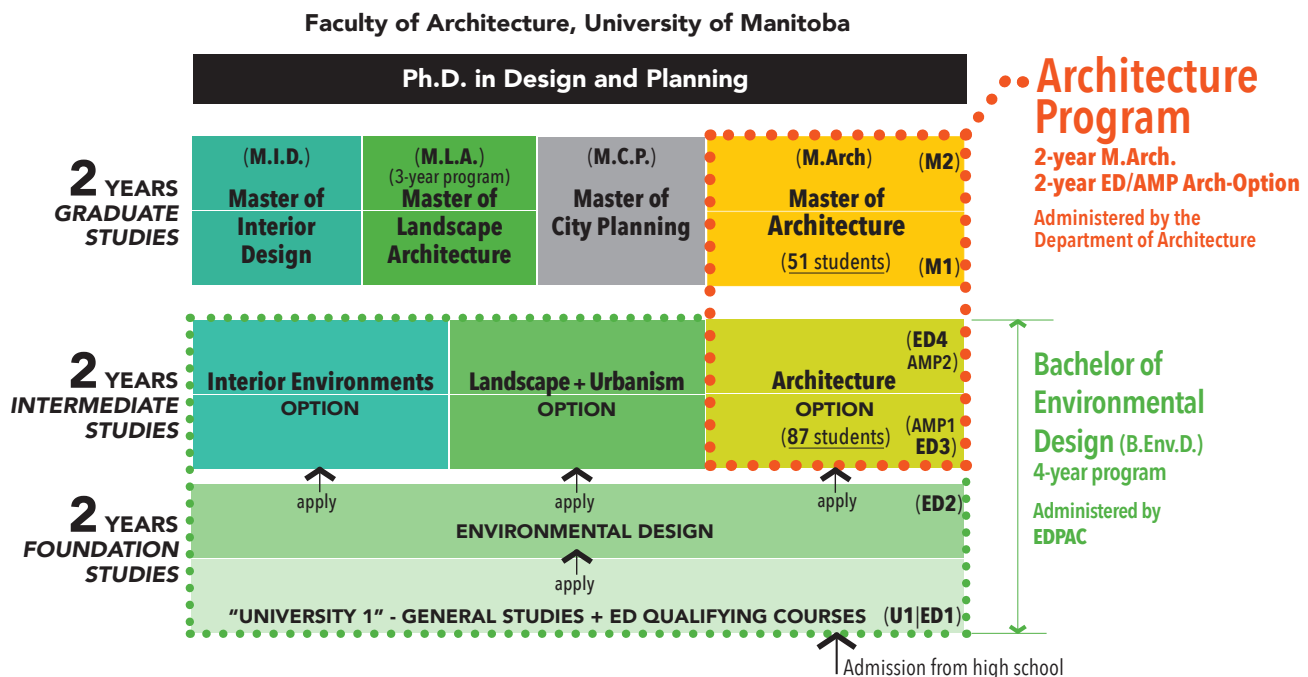 Faculty of Architecture, University of Manitoba
Ph.D. in Design and Planning
Architecture
Program
2-year M.Arch.
2-year ED/AMP Arch-Option
Administered by the
Department of Architecture
2 YEARS
GRADUATE
STUDIES
(M.I.D.)
Master of
Interior
Design
(M.L.A.)
(3-year program)
Master of
Landscape
Architecture
(M.C.P.)
Master of
City Planning
(M.Arch)
(M2)
Master of
Architecture
(51 students)
(M1)
2 YEARS
INTERMEDIATE
STUDIES
Interior Environments
OPTION
Landscape + Urbanism
OPTION
(ED4
AMP2)
Architecture
OPTION
(87 students)
(AMP1
ED3)
Bachelor of
Environmental
Design (B.Env.D.)
4-year program
Administered by
EDPAC
2 YEARS
FOUNDATION
STUDIES
apply
apply
apply
(ED2)
ENVIRONMENTAL DESIGN
apply
"UNIVERSITY 1" - GENERAL STUDIES + ED QUALIFYING COURSES (U1|ED1)
Admission from high school